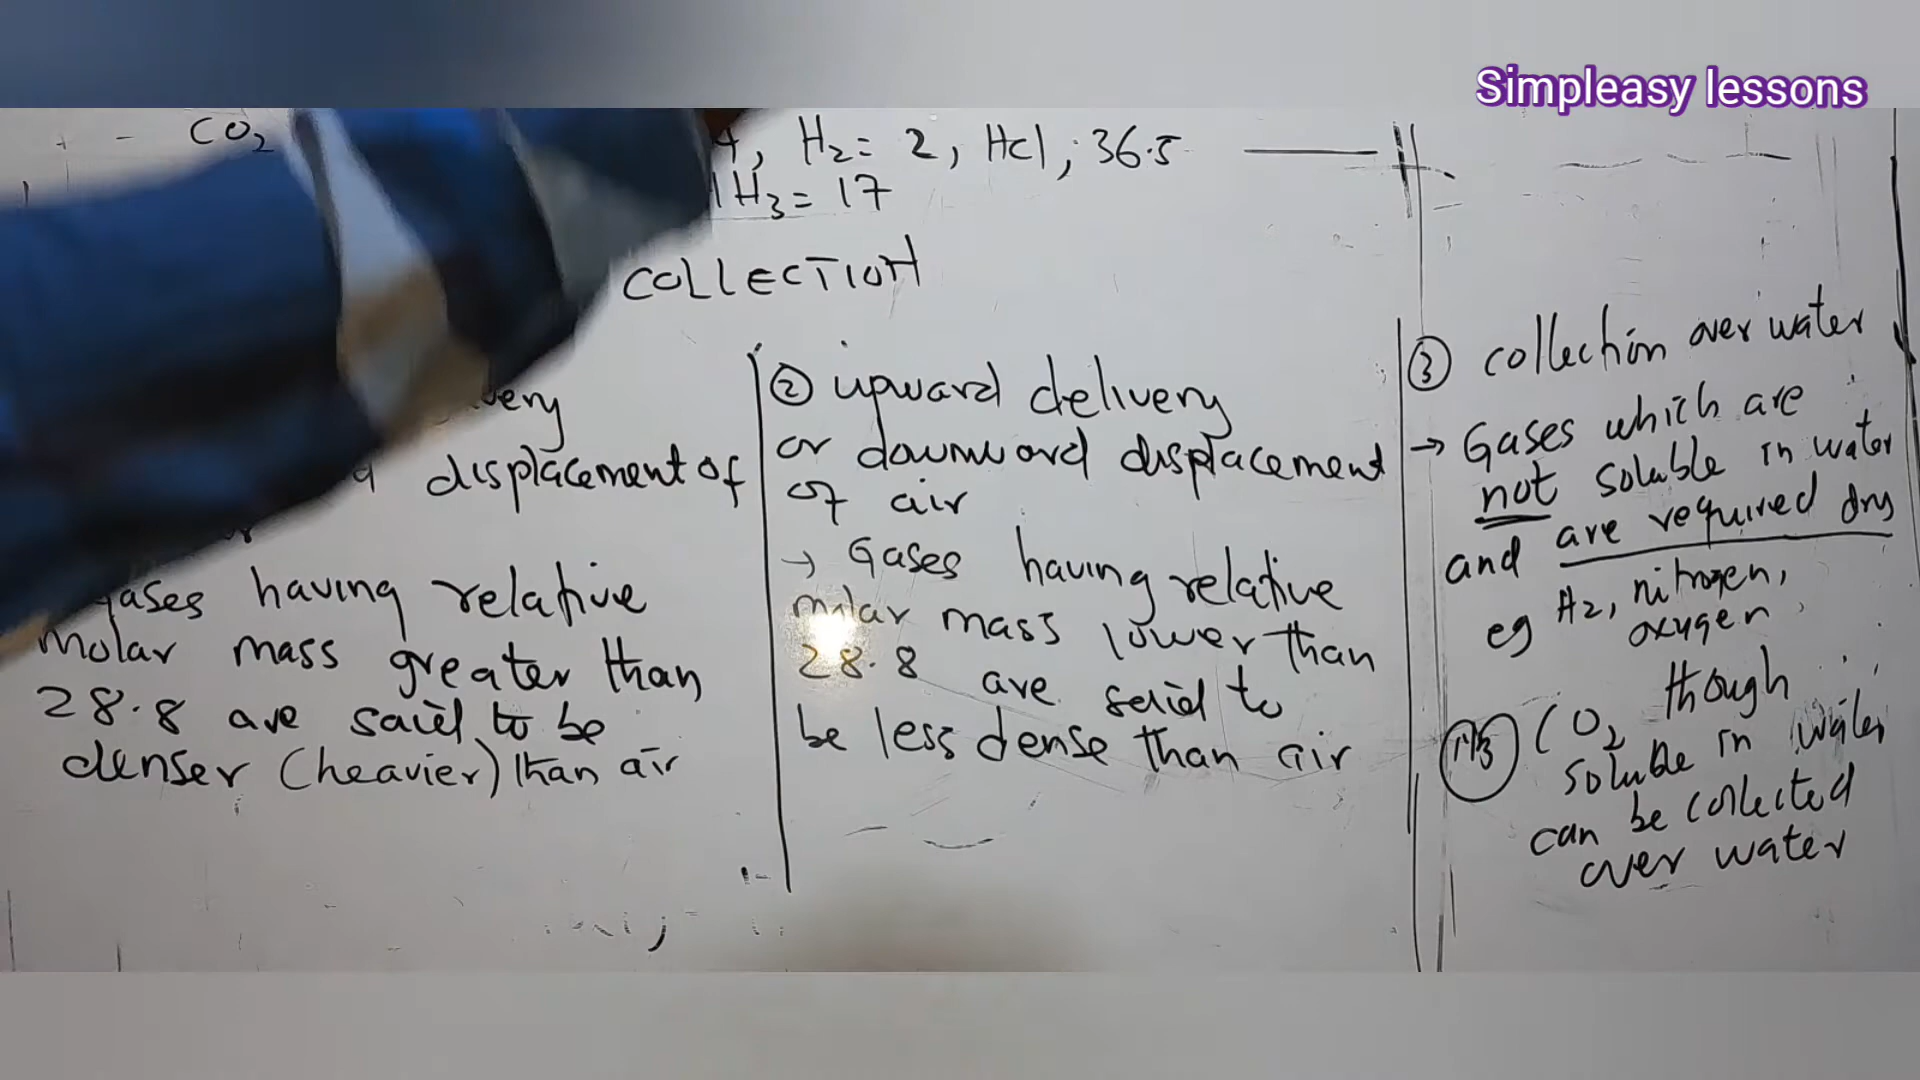 Simpleasy lessons
CO2 4, H2 = 2, HCl ; 36.5
H3 = 17
COLLECTION
very
displacement of
gases having relative
molar mass greater than
28.8 are said to be
denser (heavier) than air
② upward delivery
or downward displacement
of air
→ Gases having relative
molar mass lower than
28.8 are said to
be less dense than air
③ collection over water
→ Gases which are
not soluble in water
and are required dry
eg H2, nitrogen,
oxygen
NB CO2 though
soluble in water
can be collected
over water